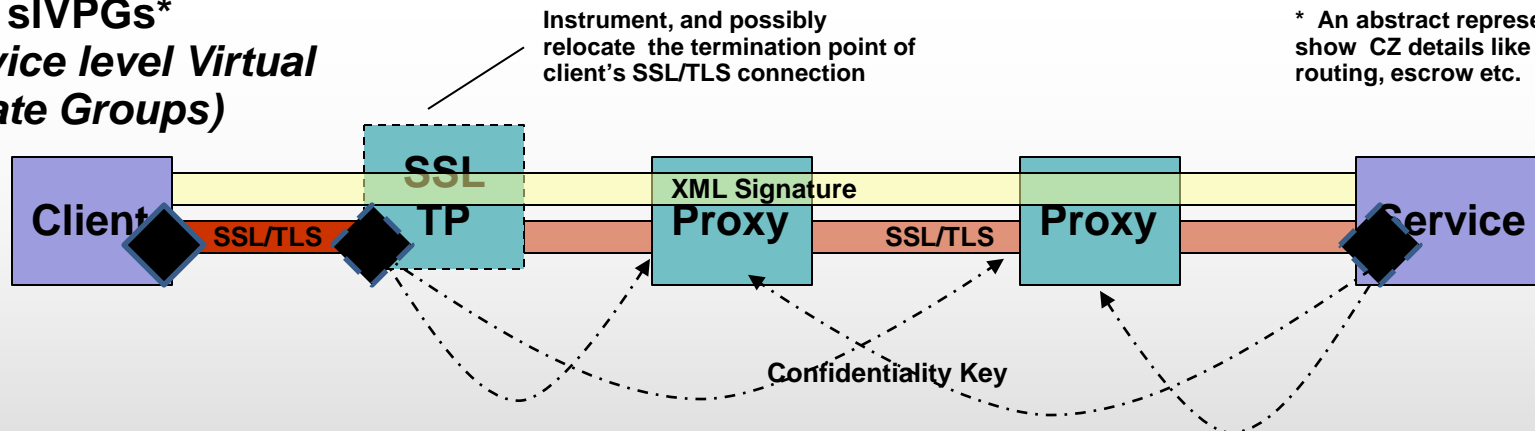 slVPGs*
vice level Virtual
ate Groups)
Instrument, and possibly
relocate the termination point of
client's SSL/TLS connection
* An abstract represe
show CZ details like
routing, escrow etc.
Client
SSL
TP
XML Signature
Proxy
Proxy
Service
SSL/TLS
SSL/TLS
Confidentiality Key